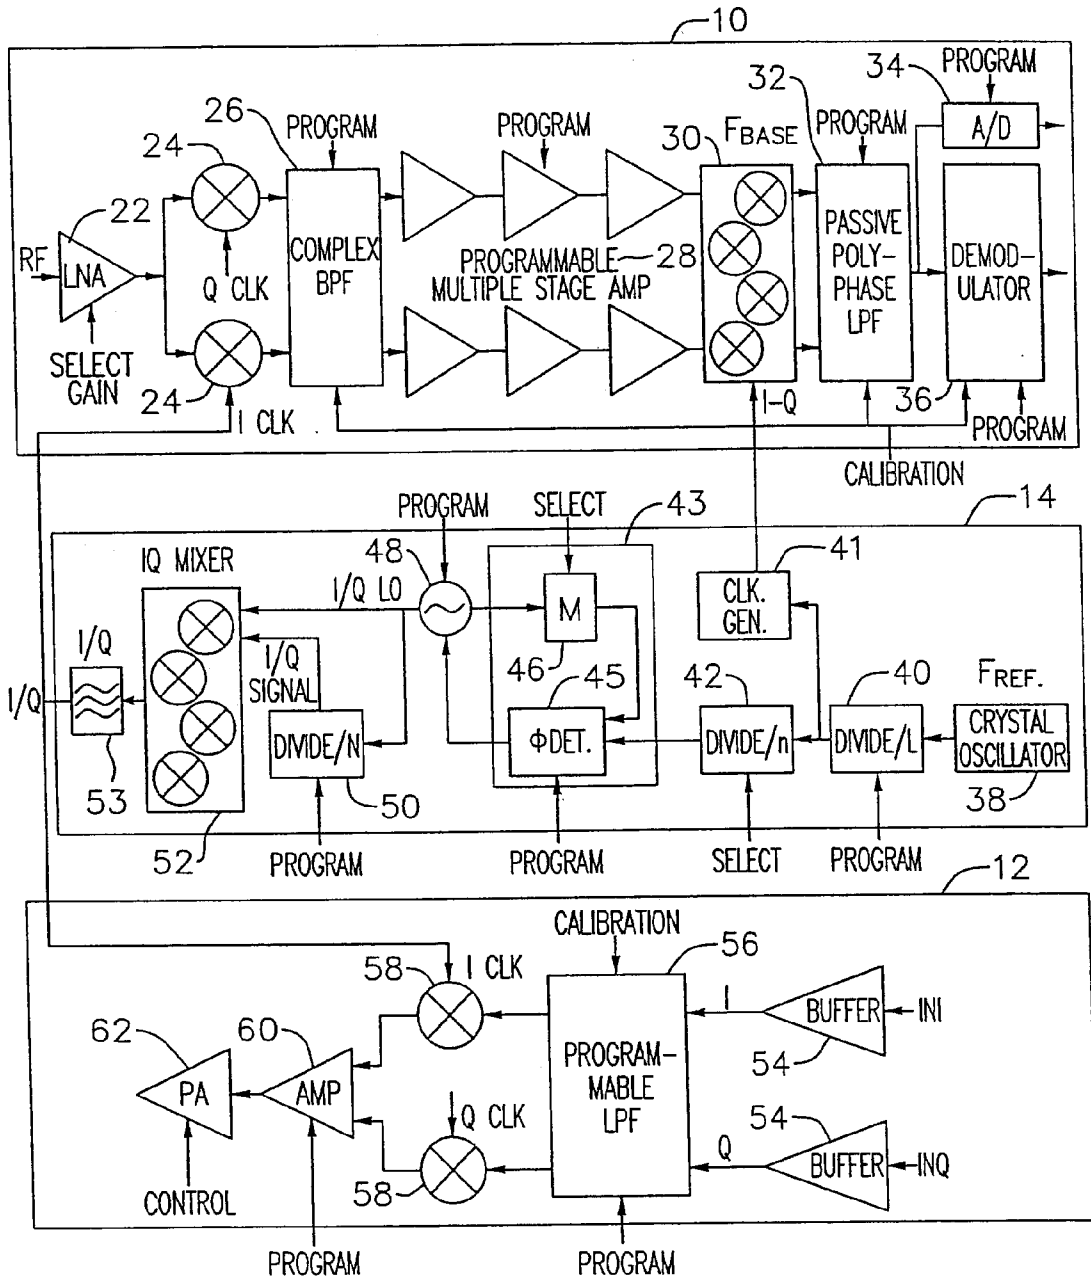 10
34
PROGRAM
A/D
32
26
PROGRAM
PROGRAM
30
FBASE
PROGRAM
24
22
RF
LNA
Q CLK
COMPLEX
BPF
PROGRAMMABLE 28
MULTIPLE STAGE AMP
PASSIVE
POLY-
PHASE
LPF
DEMOD-
ULATOR
SELECT
GAIN
24
I CLK
I-Q
36
PROGRAM
CALIBRATION
PROGRAM
SELECT
43
14
IQ MIXER
48
I/Q LO
M
46
CLK.
GEN.
41
I/Q
I/Q
I/Q
SIGNAL
45
42
40
FREF.
DIVIDE/N
ΦDET.
DIVIDE/n
DIVIDE/L
CRYSTAL
OSCILLATOR
53
50
38
52
PROGRAM
PROGRAM
SELECT
PROGRAM
12
CALIBRATION
56
58
I CLK
I
BUFFER
INI
54
62
PA
60
AMP
PROGRAM-
MABLE
LPF
Q CLK
54
58
Q
BUFFER
INQ
CONTROL
PROGRAM
PROGRAM